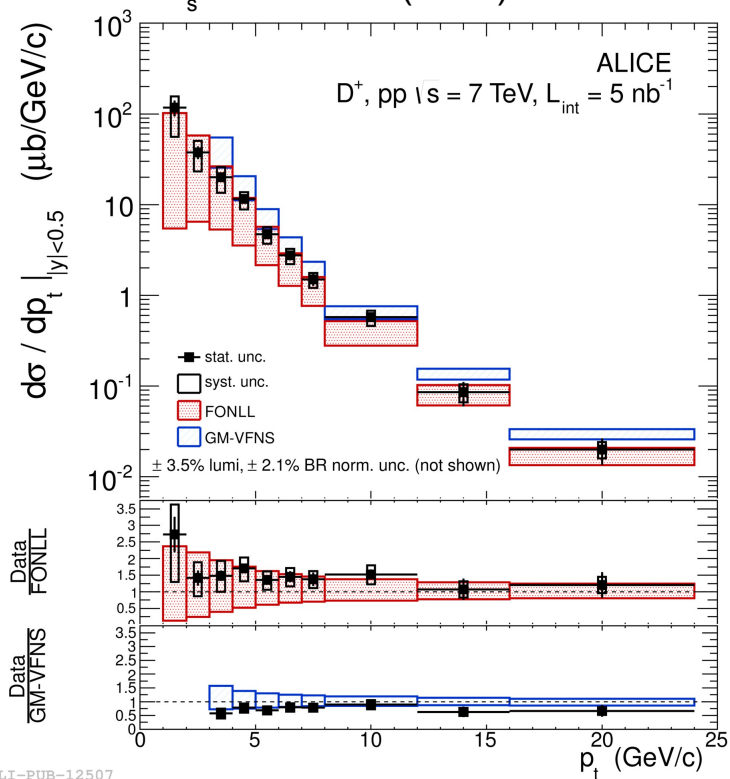 s
10³
10²
10
1
10⁻¹
10⁻²
dσ / dp_t |_|y|<0.5 (μb/GeV/c)
ALICE
D⁺, pp √s = 7 TeV, L_int = 5 nb⁻¹
stat. unc.
syst. unc.
FONLL
GM-VFNS
± 3.5% lumi, ± 2.1% BR norm. unc. (not shown)
Data
FONLL
3.5
3
2.5
2
1.5
1
0.5
0
Data
GM-VFNS
3.5
3
2.5
2
1.5
1
0.5
0
0 5 10 15 20 25
p_t (GeV/c)
LI-PUB-12507